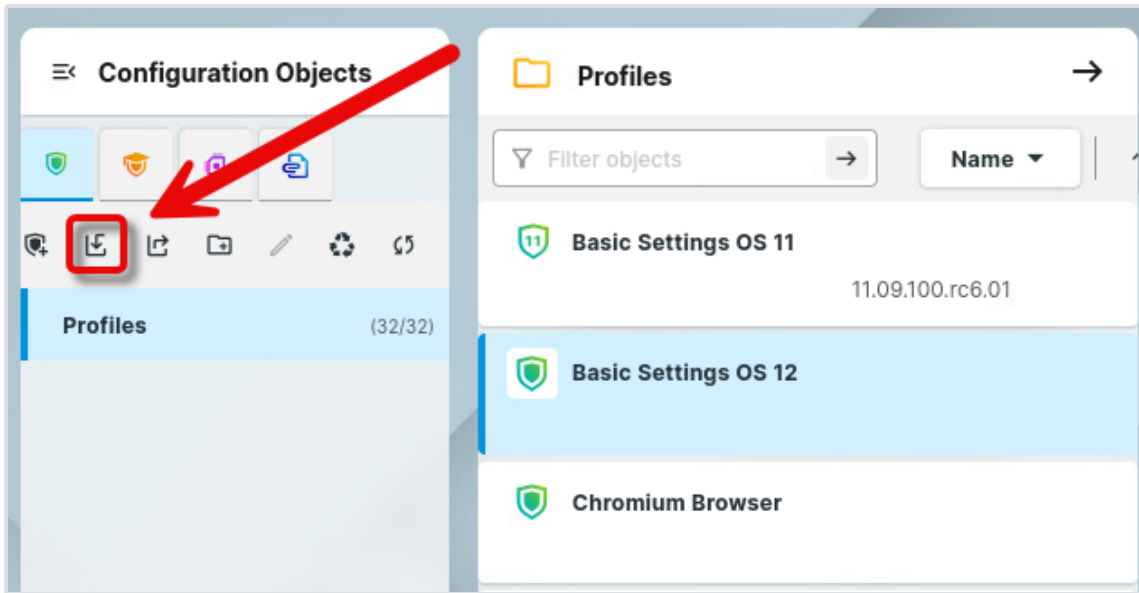 Configuration Objects
Profiles
Filter objects
Name
Profiles (32/32)
11
Basic Settings OS 11
11.09.100.rc6.01
Basic Settings OS 12
Chromium Browser